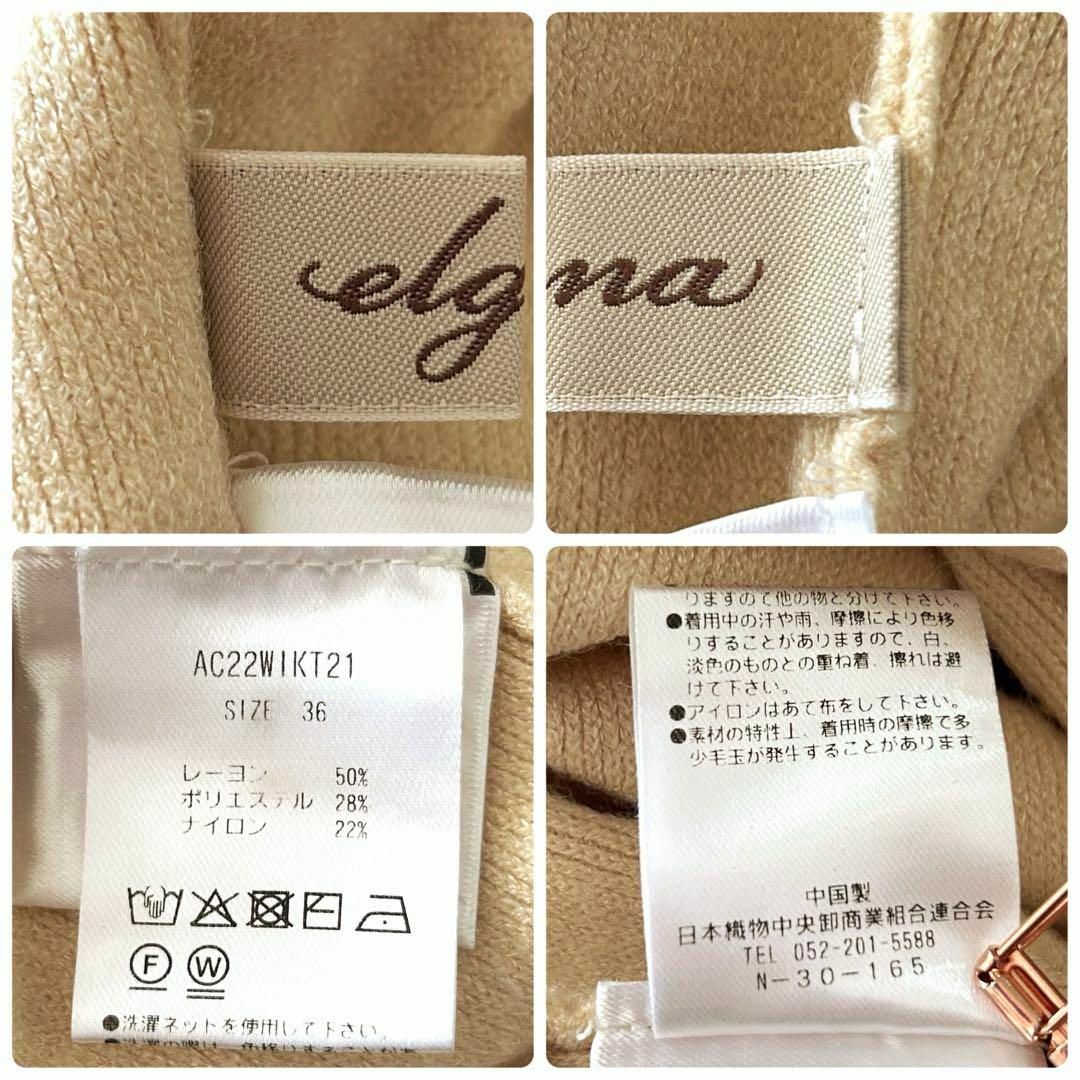 elg
na
AC22WIKT21
SIZE 36
レーヨン 50%
ポリエステル 28%
ナイロン 22%
F W
●洗濯ネットを使用して下さい。
りますので他の物と分けて下さい。
●着用中の汗や雨、摩擦により色移
りすることがありますので、白、
淡色のものとの重ね着、擦れは避
けて下さい。
●アイロンはあて布をして下さい。
●素材の特性上、着用時の摩擦で多
少毛玉が発生することがあります。
中国製
日本織物中央卸商業組合連合会
TEL 052-201-5588
N-30-165